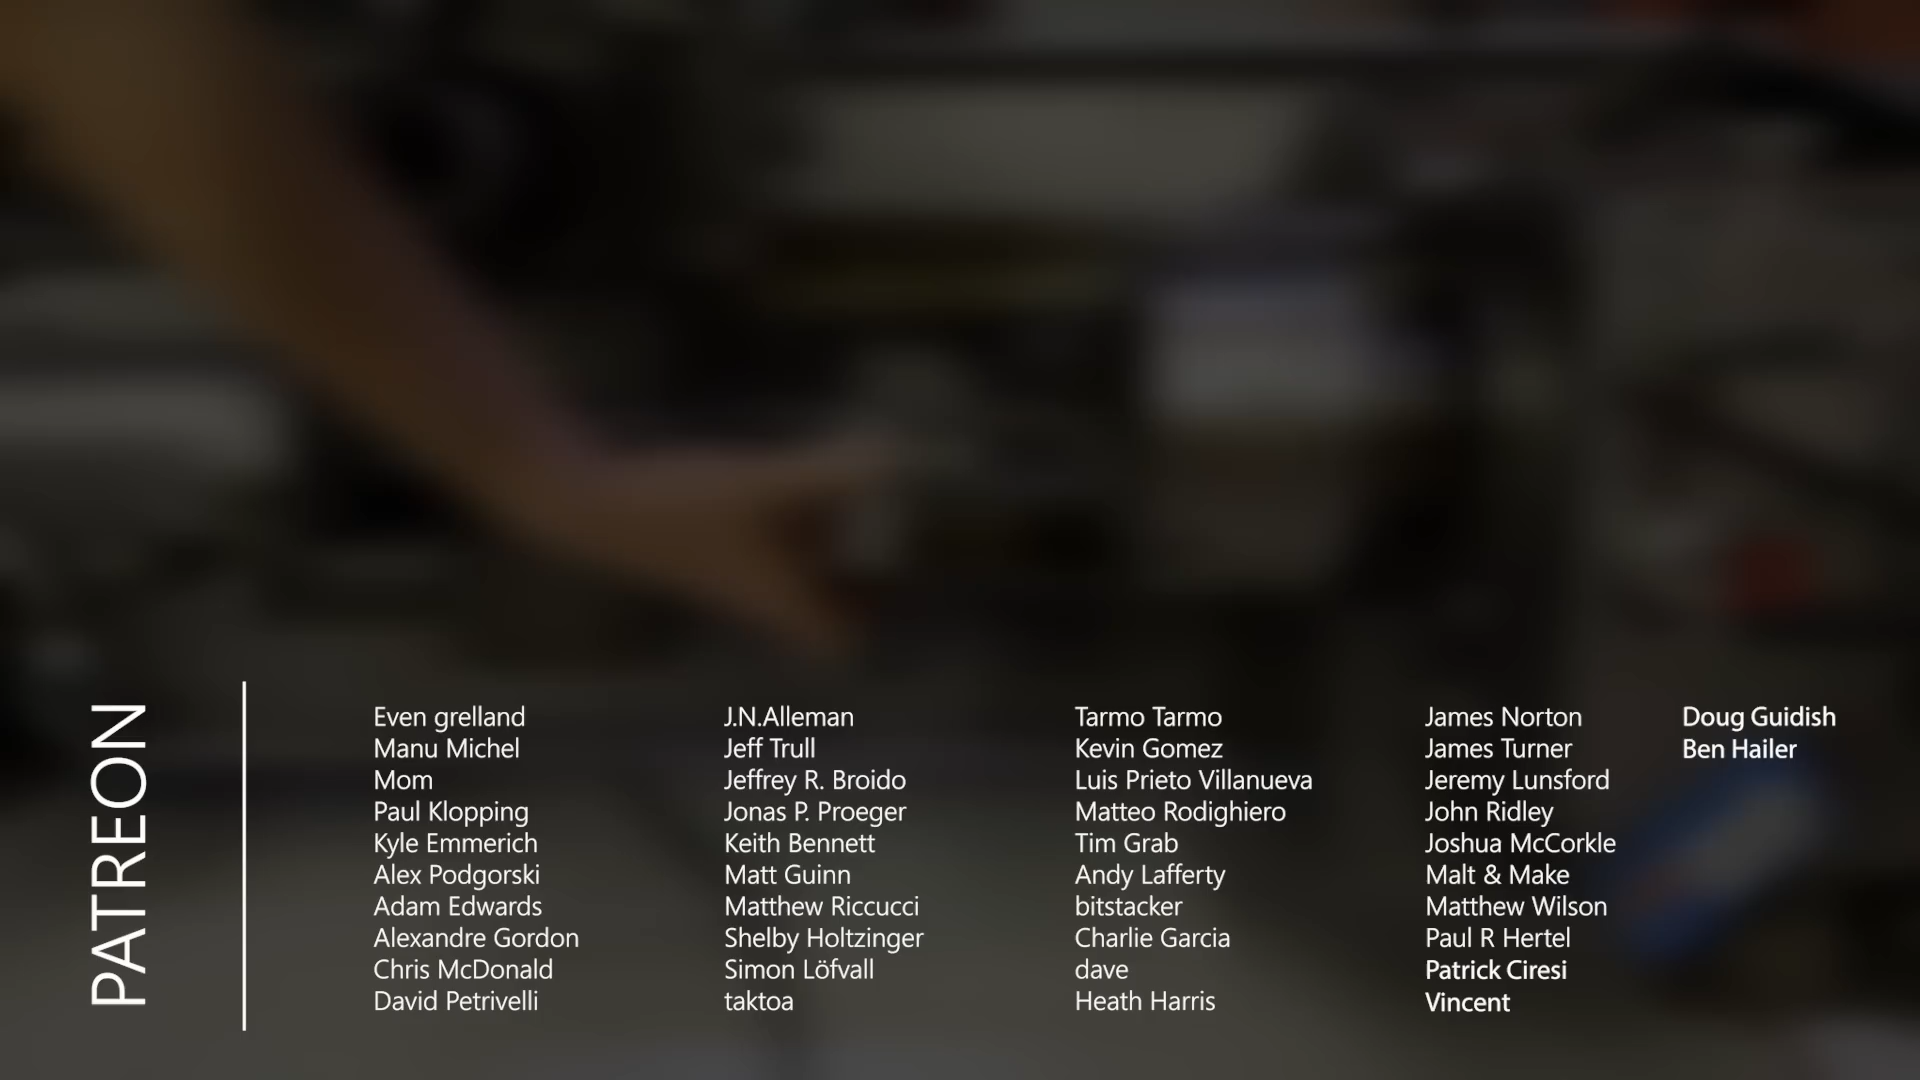 PATREON
Even grelland
Manu Michel
Mom
Paul Klopping
Kyle Emmerich
Alex Podgorski
Adam Edwards
Alexandre Gordon
Chris McDonald
David Petrivelli
J.N.Alleman
Jeff Trull
Jeffrey R. Broido
Jonas P. Proeger
Keith Bennett
Matt Guinn
Matthew Riccucci
Shelby Holtzinger
Simon Löfvall
taktoa
Tarmo Tarmo
Kevin Gomez
Luis Prieto Villanueva
Matteo Rodighiero
Tim Grab
Andy Lafferty
bitstacker
Charlie Garcia
dave
Heath Harris
James Norton
James Turner
Jeremy Lunsford
John Ridley
Joshua McCorkle
Malt & Make
Matthew Wilson
Paul R Hertel
Patrick Ciresi
Vincent
Doug Guidish
Ben Hailer